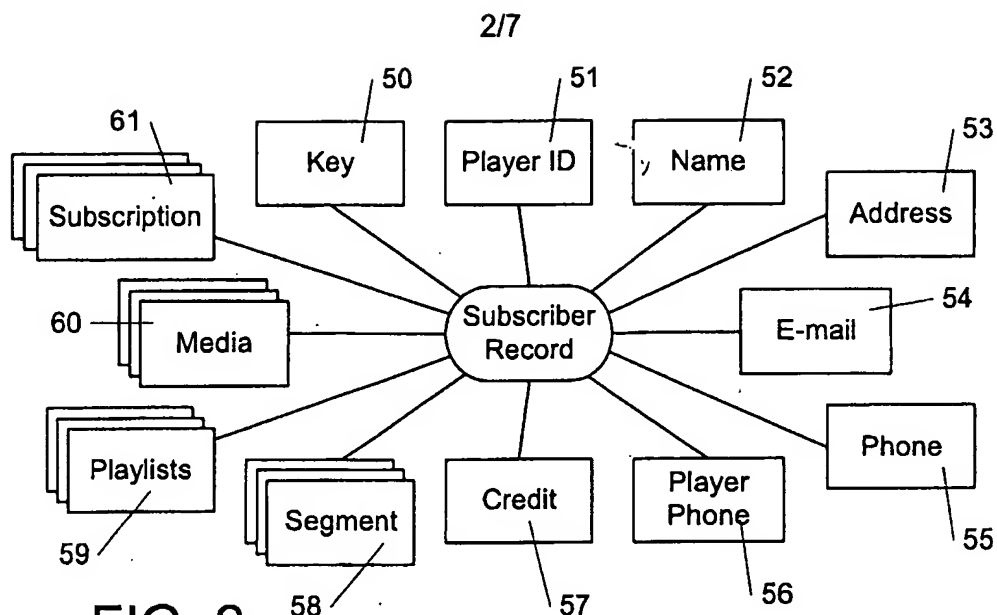 2/7
50
51
52
61
53
Key
Player ID
Name
Subscription
Address
Subscriber
Record
54
60
Media
E-mail
Playlists
Segment
Credit
Player
Phone
Phone
59
58
57
56
55